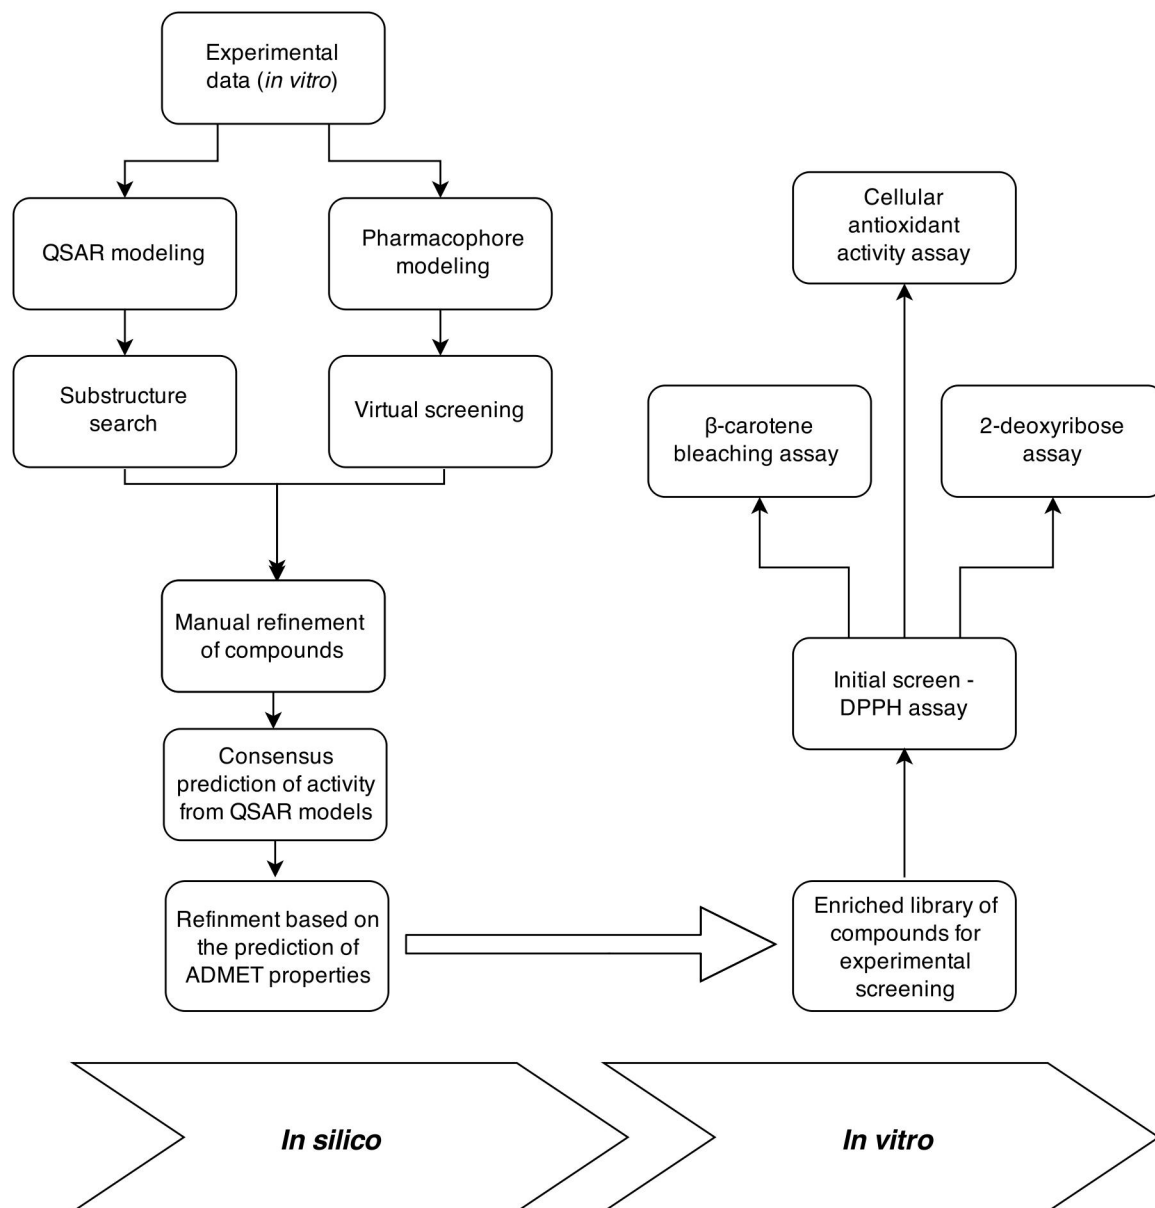 Experimental
data (in vitro)
QSAR modeling
Pharmacophore
modeling
Substructure
search
Virtual screening
Manual refinement
of compounds
Consensus
prediction of activity
from QSAR models
Refinment based on
the prediction of
ADMET properties
Cellular
antioxidant
activity assay
β-carotene
bleaching assay
2-deoxyribose
assay
Initial screen -
DPPH assay
Enriched library of
compounds for
experimental
screening
In silico
In vitro